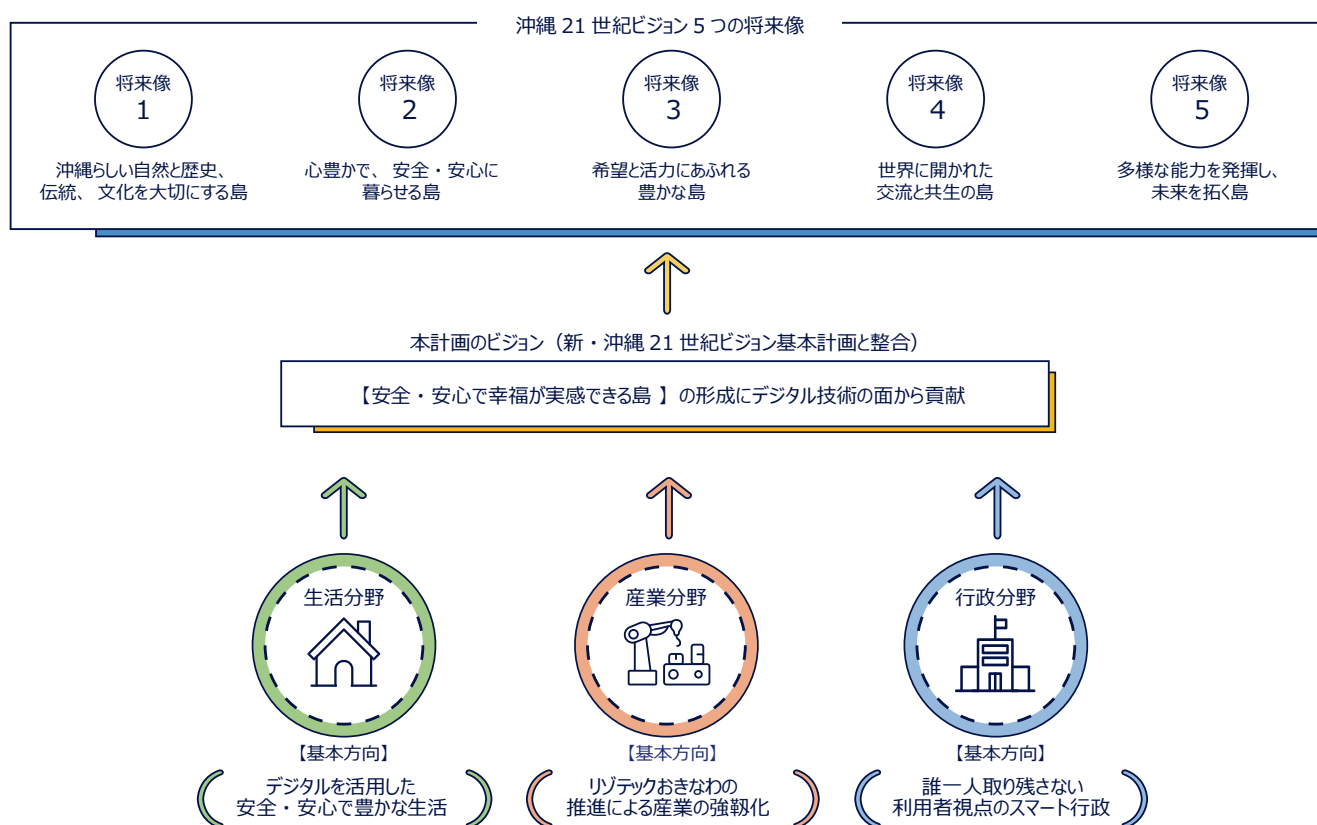 沖縄 21 世紀ビジョン 5 つの将来像
将来像
1
将来像
2
将来像
3
将来像
4
将来像
5
沖縄らしい自然と歴史、
伝統、 文化を大切にする島
心豊かで、 安全・安心に
暮らせる島
希望と活力にあふれる
豊かな島
世界に開かれた
交流と共生の島
多様な能力を発揮し、
未来を拓く島
本計画のビジョン（新・沖縄 21 世紀ビジョン基本計画と整合）
【安全・安心で幸福が実感できる島 】 の形成にデジタル技術の面から貢献
生活分野
産業分野
行政分野
【基本方向】
デジタルを活用した
安全・安心で豊かな生活
【基本方向】
リゾテックおきなわの
推進による産業の強靱化
【基本方向】
誰一人取り残さない
利用者視点のスマート行政